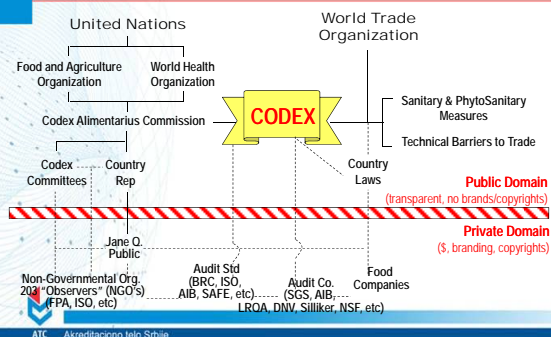 United Nations
World Trade
Organization
Food and Agriculture
Organization
World Health
Organization
CODEX
Sanitary & PhytoSanitary
Measures
Codex Alimentarius Commission
Technical Barriers to Trade
Codex
Committees
Country
Rep
Country
Laws
Public Domain
(transparent, no brands/copyrights)
Private Domain
($, branding, copyrights)
Jane Q.
Public
Non-Governmental Org.
203 "Observers" (NGO's)
(FPA, ISO, etc)
Audit Std
(BRC, ISO,
AIB, SAFE, etc)
Audit Co.
(SGS, AIB,
LRQA, DNV, Silliker, NSF, etc)
Food
Companies
ATC Akreditaciono telo Srbije